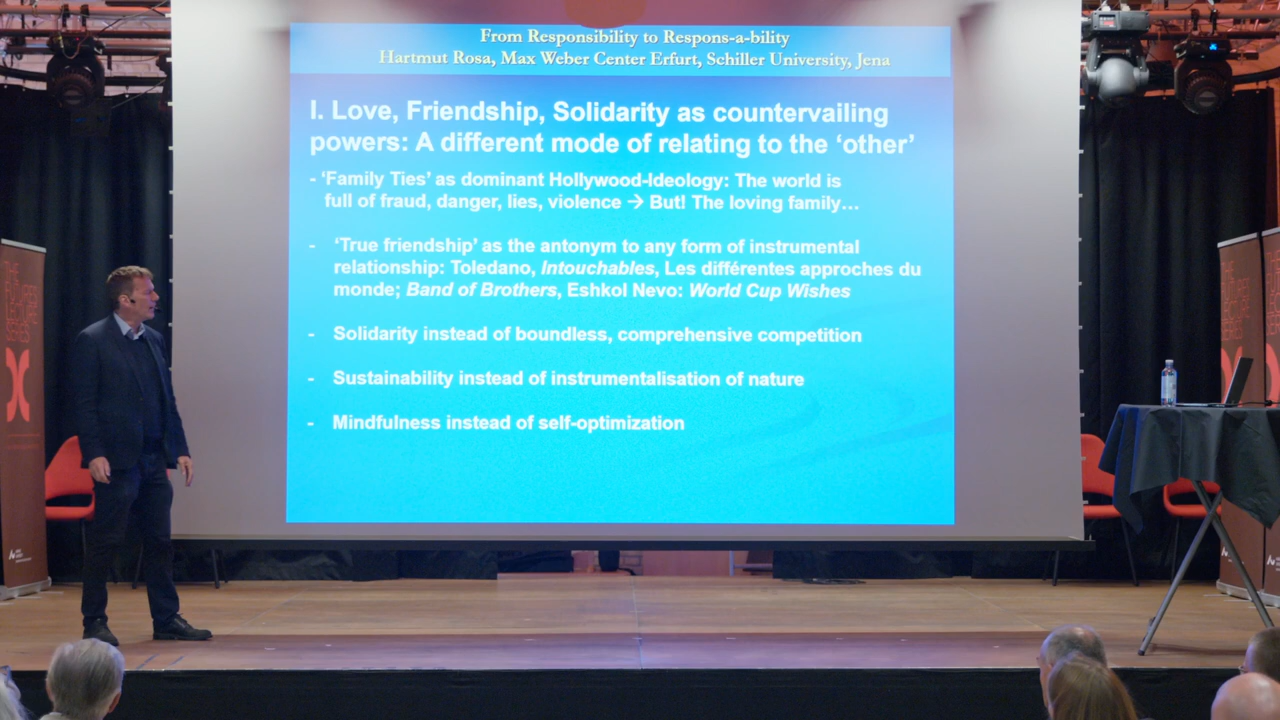 From Responsibility to Respons-a-bility
Hartmut Rosa, Max Weber Center Erfurt, Schiller University, Jena
I. Love, Friendship, Solidarity as countervailing
powers: A different mode of relating to the ‘other’
- ‘Family Ties’ as dominant Hollywood-Ideology: The world is
full of fraud, danger, lies, violence → But! The loving family…
- ‘True friendship’ as the antonym to any form of instrumental
relationship: Toledano, Intouchables, Les différentes approches du
monde; Band of Brothers, Eshkol Nevo: World Cup Wishes
- Solidarity instead of boundless, comprehensive competition
- Sustainability instead of instrumentalisation of nature
- Mindfulness instead of self-optimization